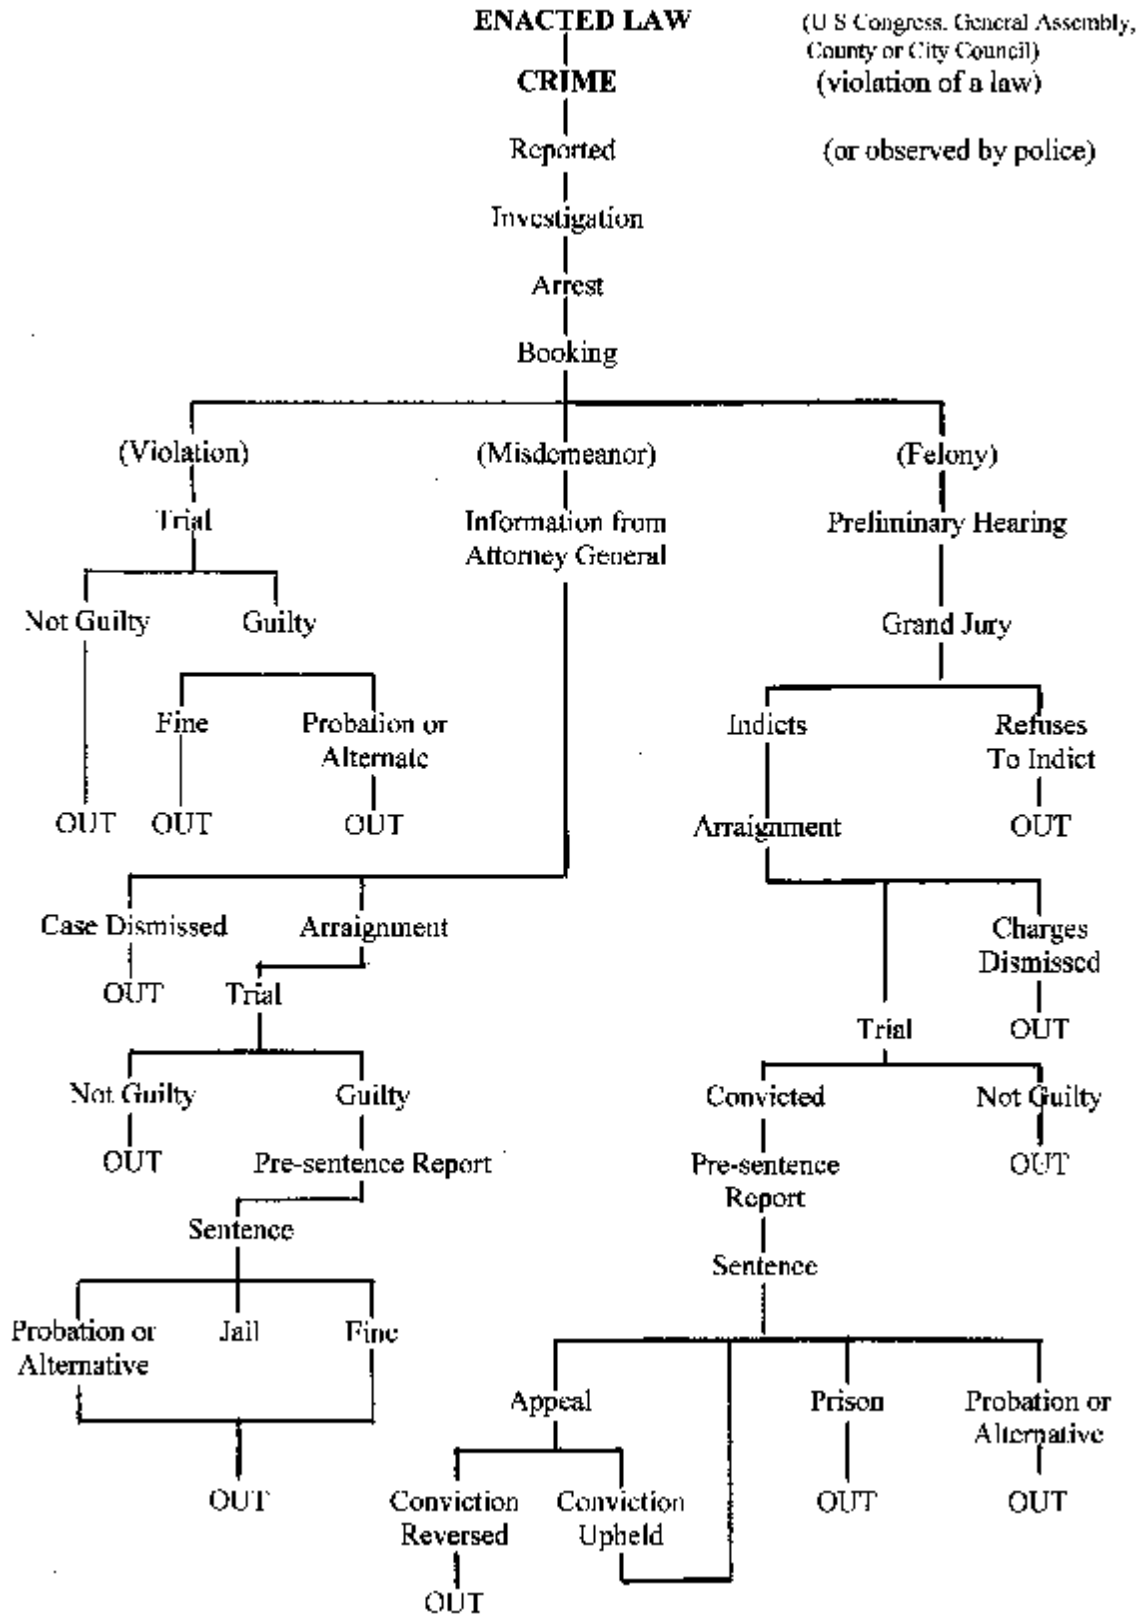 ENACTED LAW (U S Congress, General Assembly,
County or City Council)
CRIME (violation of a law)
Reported (or observed by police)
Investigation
Arrest
Booking
(Violation) (Misdemeanor) (Felony)
Trial Information from Preliminary Hearing
Attorney General
Not Guilty Guilty Grand Jury
Fine Probation or Indicts Refuses
Alternate To Indict
OUT OUT OUT Arraignment OUT
Case Dismissed Arraignment Charges
Dismissed
OUT Trial
Trial OUT
Not Guilty Guilty Convicted Not Guilty
OUT Pre-sentence Report Pre-sentence OUT
Report
Sentence
Sentence
Probation or Jail Fine
Alternative
Appeal Prison Probation or
Alternative
OUT Conviction Conviction OUT OUT
Reversed Upheld
OUT